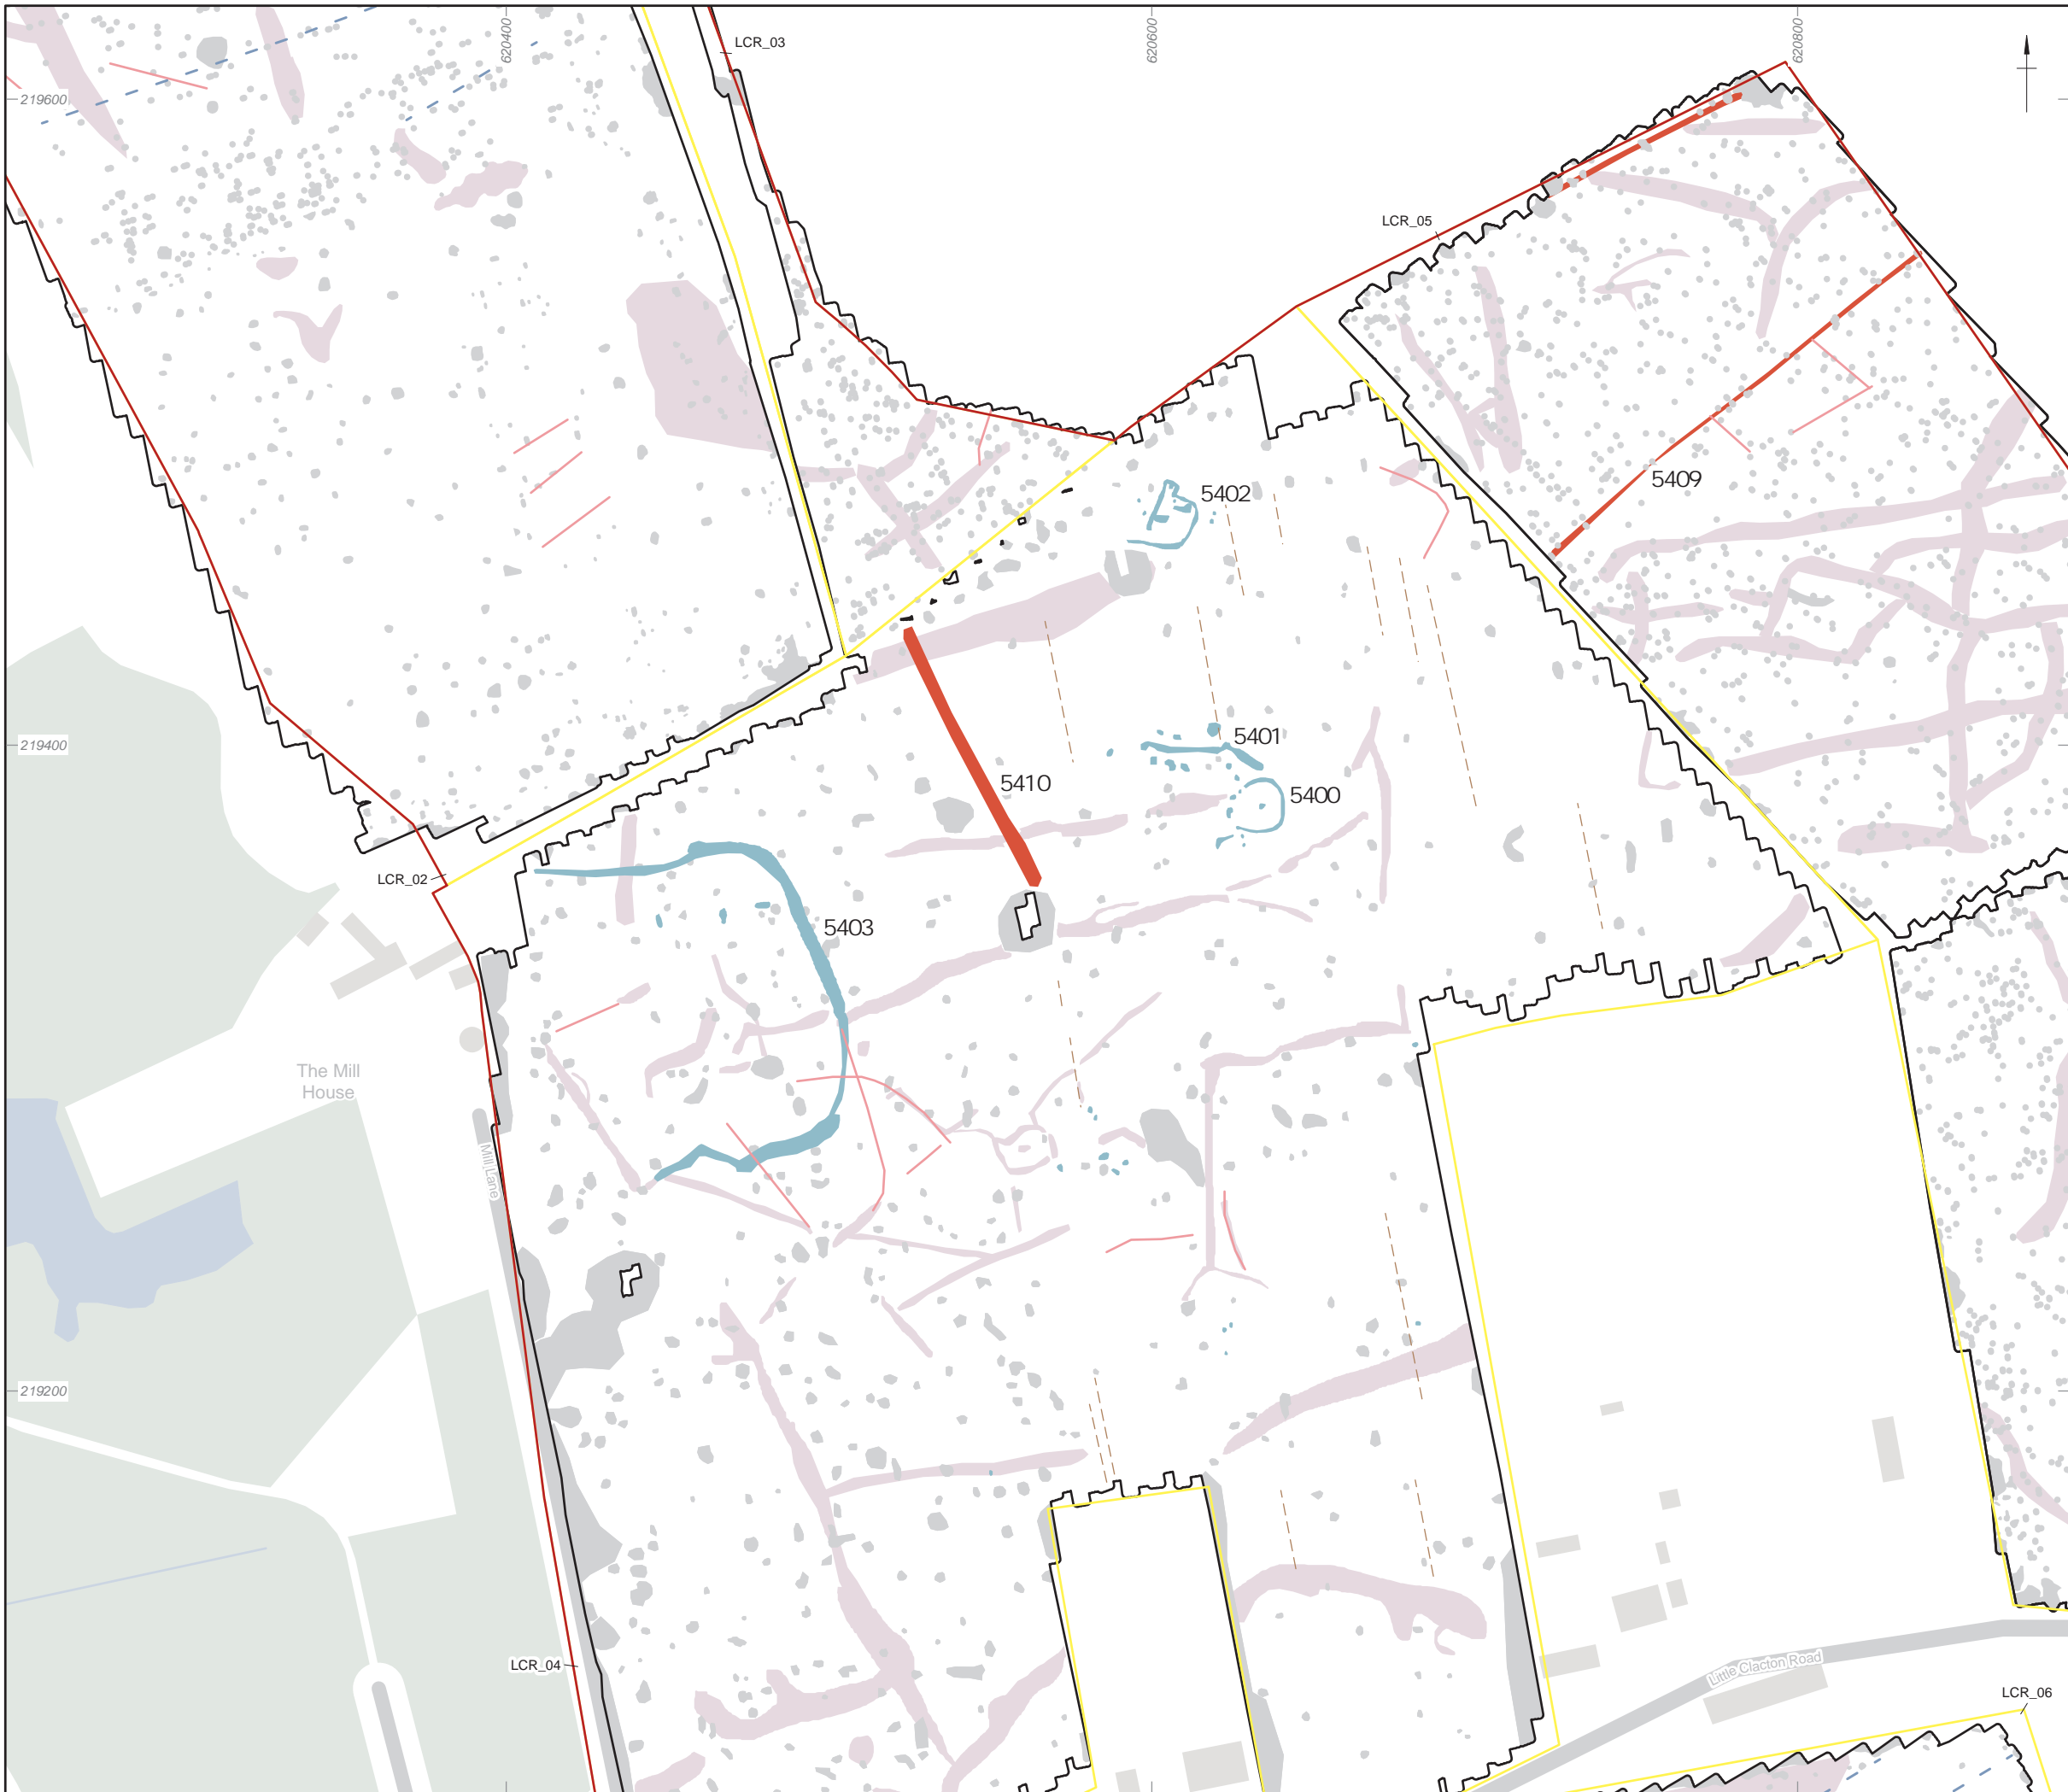 620400
620600
620800
LCR_03
219600
LCR_05
5409
5402
219400
5401
5410
5400
LCR_02
5403
The Mill
House
Mill Lane
219200
LCR_04
Little Clacton Road
LCR_06